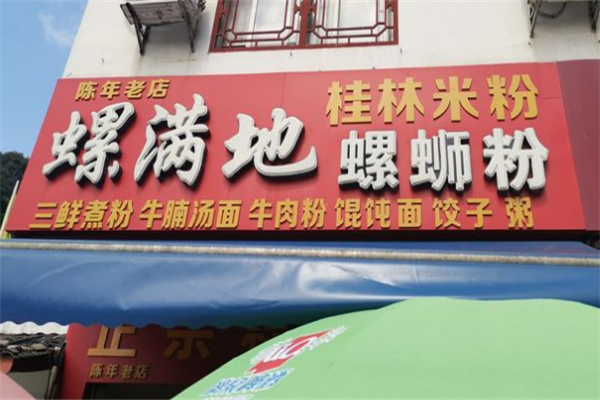 陈年老店
螺满地
桂林米粉
螺蛳粉
三鲜煮粉 牛腩汤面 牛肉粉 馄饨面 饺子 粥
陈年老店